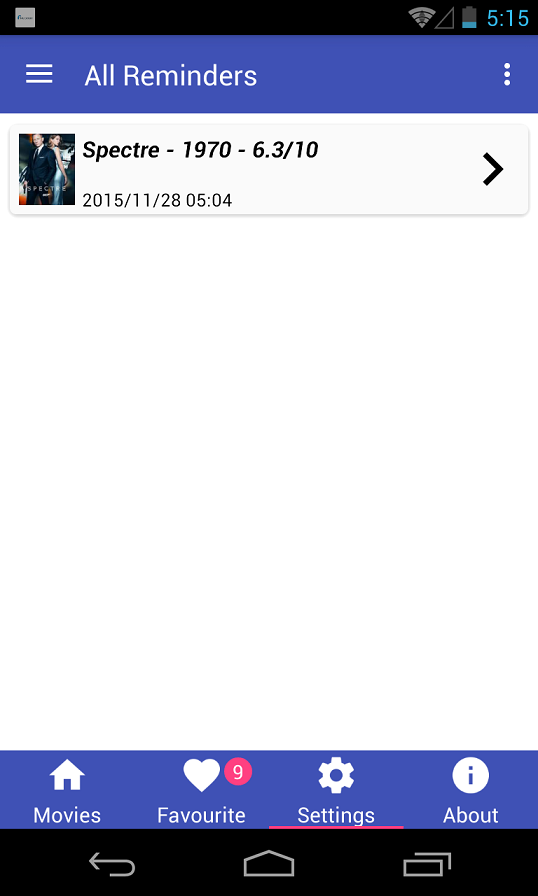 5:15
All Reminders
SPECTRE
Spectre - 1970 - 6.3/10
2015/11/28 05:04
9
Movies
Favourite
Settings
About